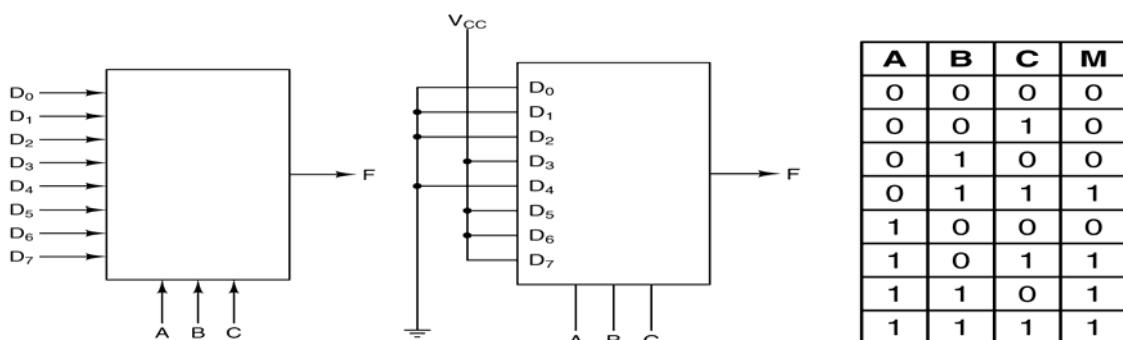 D0
D1
D2
D3
D4
D5
D6
D7
F
A B C
VCC
D0
D1
D2
D3
D4
D5
D6
D7
F
A B C
A B C M
0 0 0 0
0 0 1 0
0 1 0 0
0 1 1 1
1 0 0 0
1 0 1 1
1 1 0 1
1 1 1 1